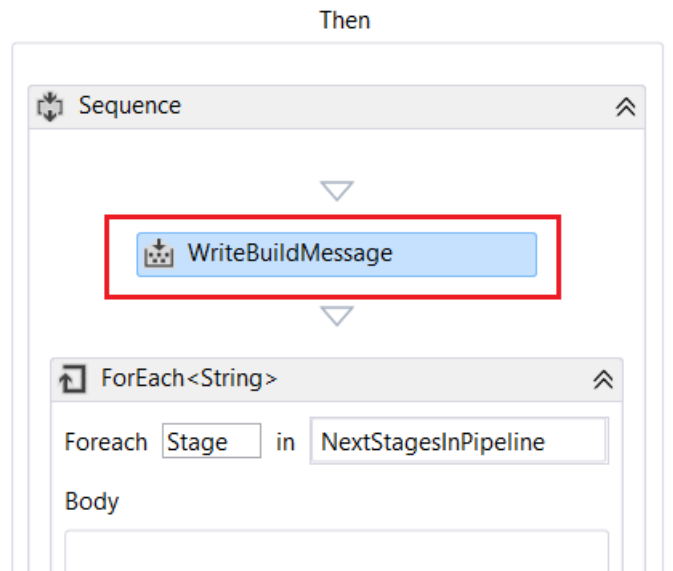 Then
Sequence
WriteBuildMessage
ForEach<String>
Foreach Stage in NextStagesInPipeline
Body